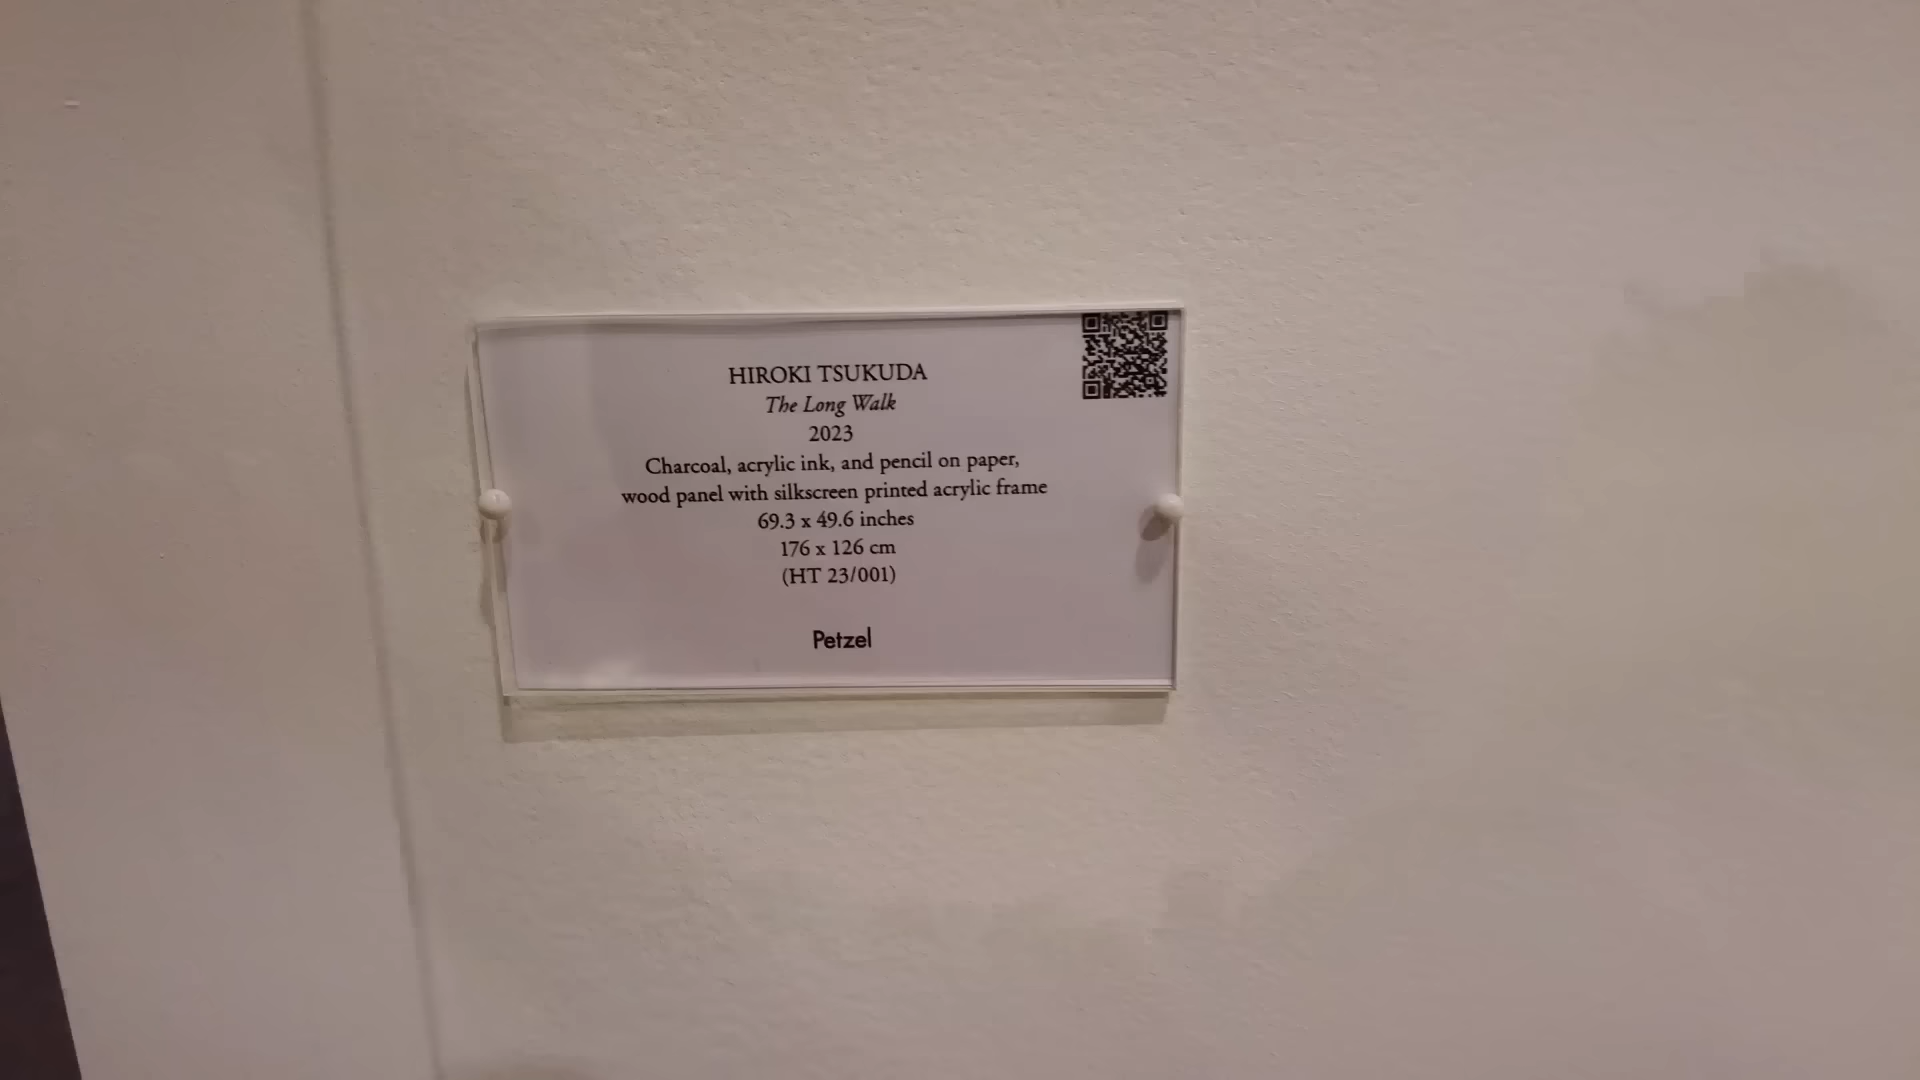 HIROKI TSUKUDA
The Long Walk
2023
Charcoal, acrylic ink, and pencil on paper,
wood panel with silkscreen printed acrylic frame
69.3 x 49.6 inches
176 x 126 cm
(HT 23/001)
Petzel